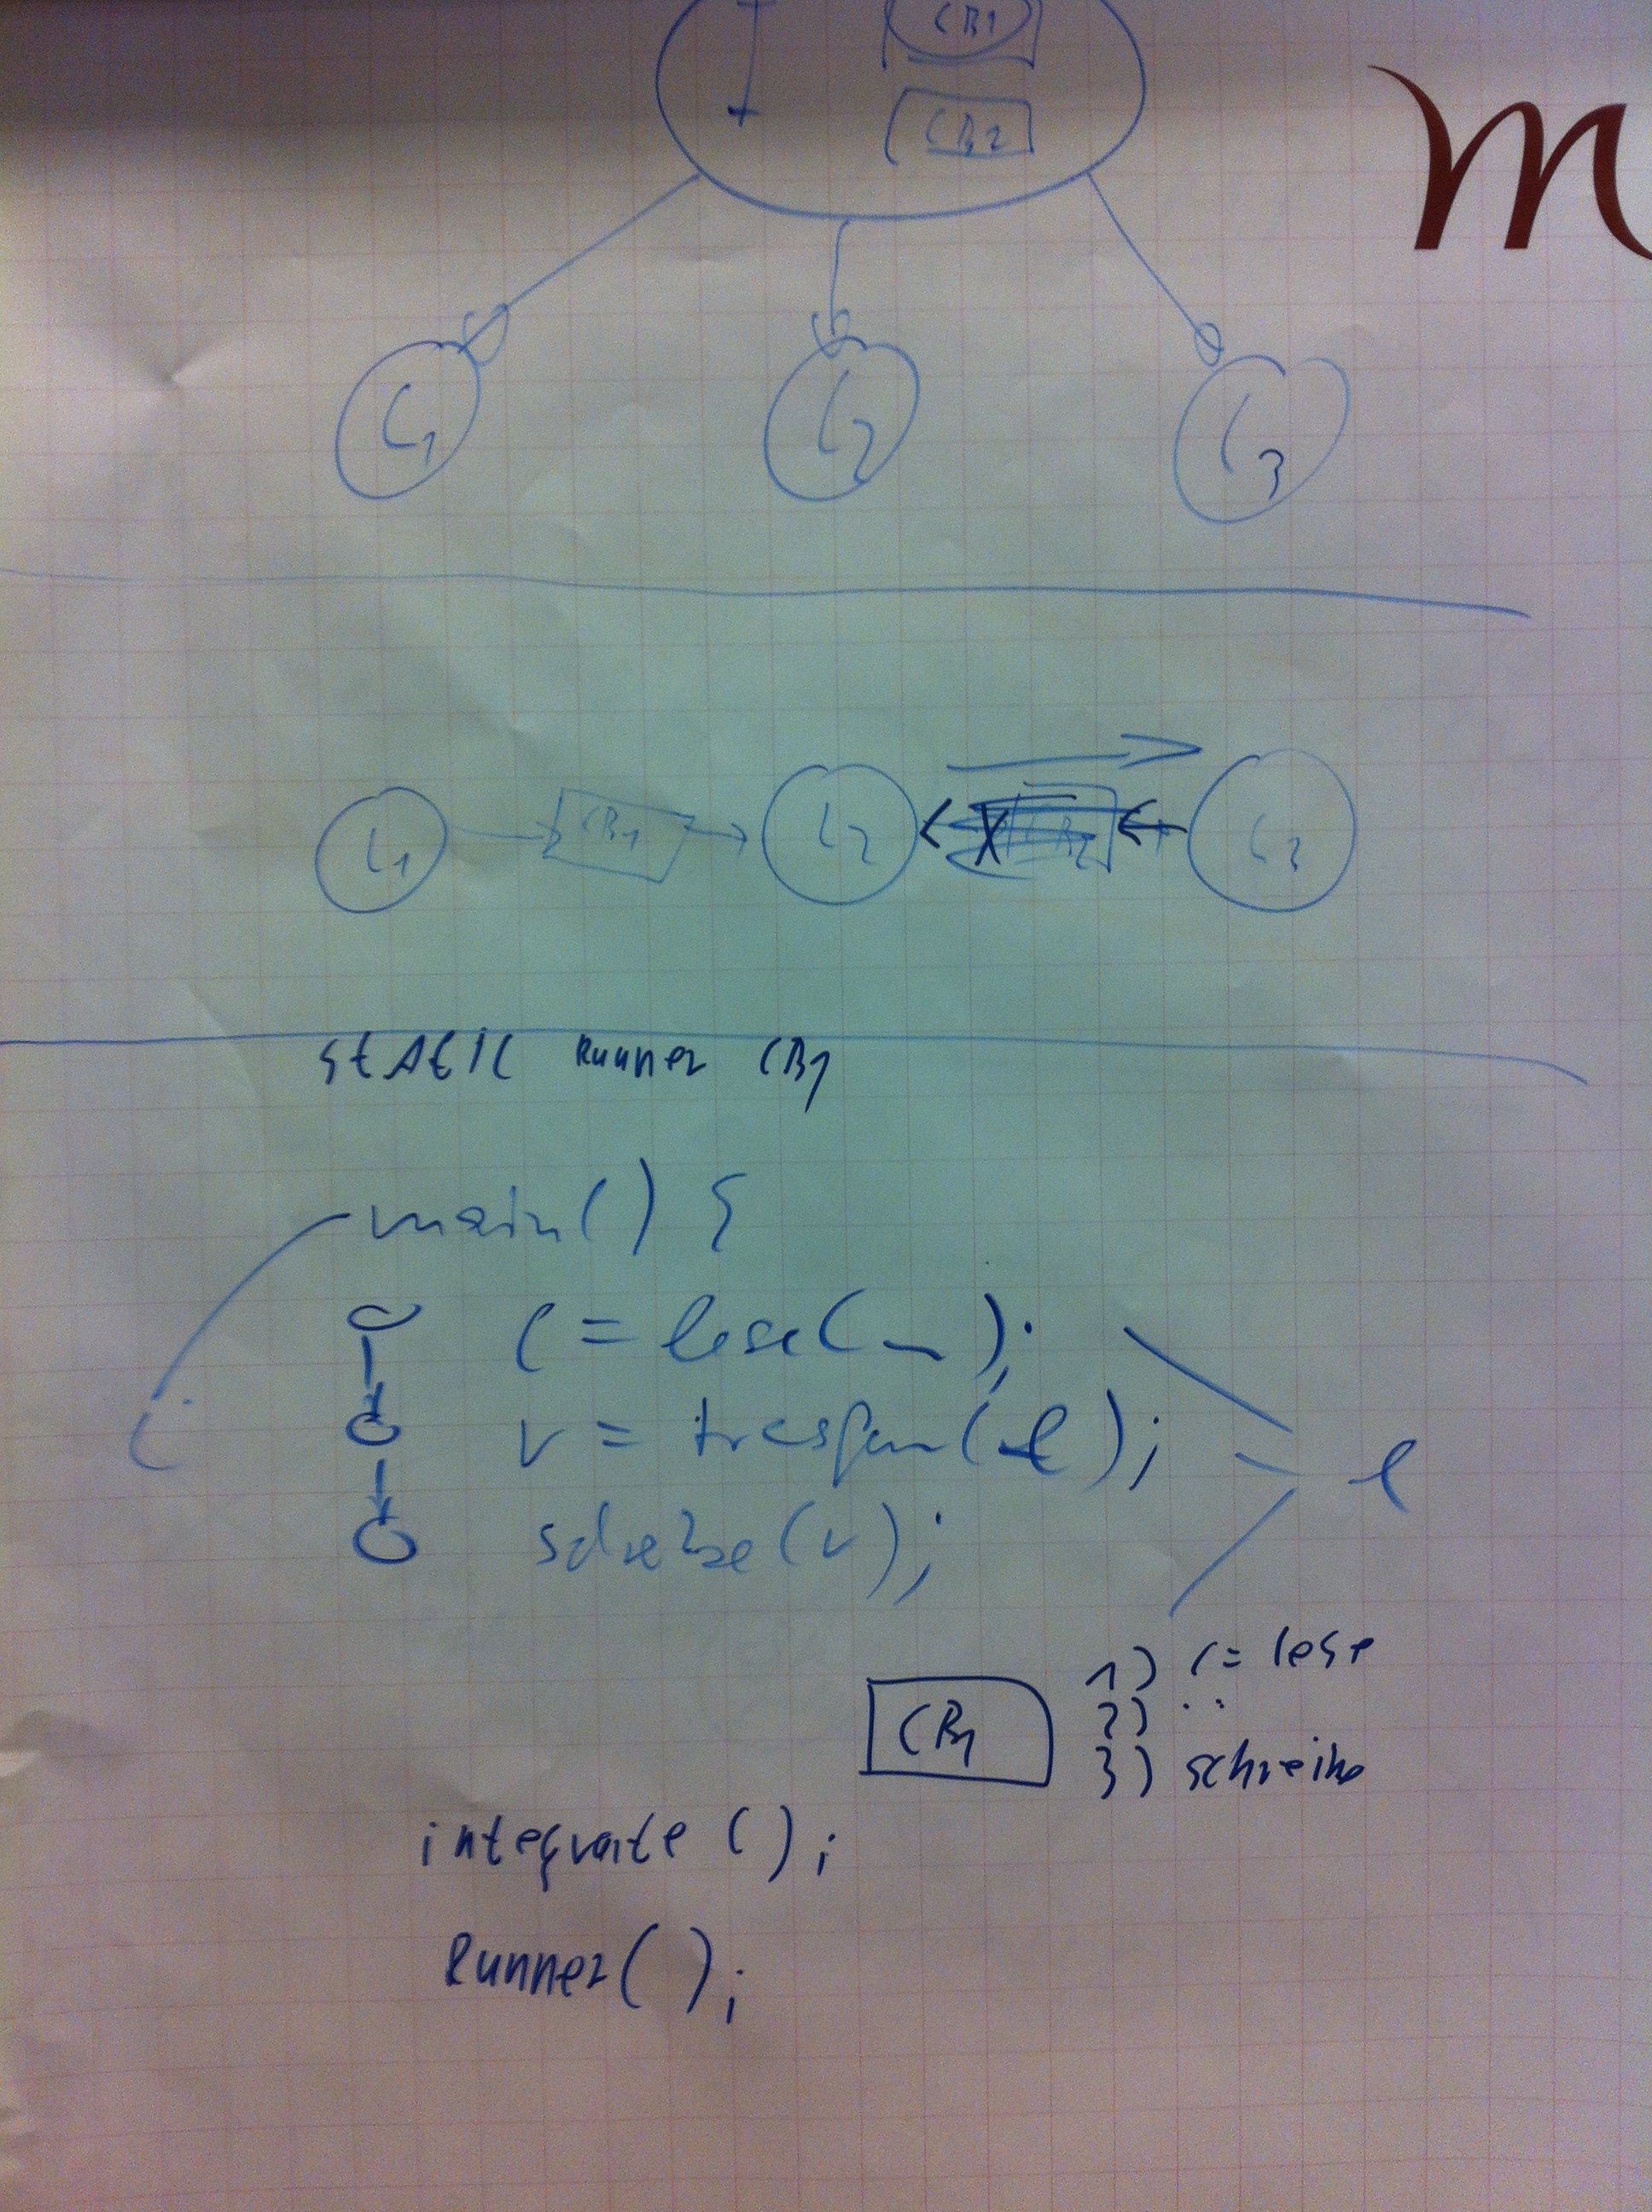 CB1
CB2
m
C1 C2 C3
C1 CB1 C2 CB2 C3
STATIC Runner CB1
main() {
l = lese( );
v = tresfom(l);
schreibe(v);
l
1) l = lese
CB1 2) ..
3) schreibe
integrate ();
Runner();